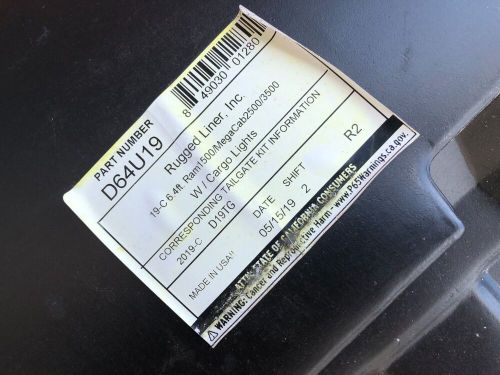 PART NUMBER
D64U19
8 49030 01280
Rugged Liner, Inc.
19-C 6.4ft. Ram1500/MegaCab2500/3500
W/ Cargo Lights
CORRESPONDING TAILGATE KIT INFORMATION
2019-C D19TG
DATE SHIFT
MADE IN USA" 05/15/19 2 R2
ATTN: STATE OF CALIFORNIA CONSUMERS
WARNING: Cancer and Reproductive Harm - www.P65Warnings.ca.gov.